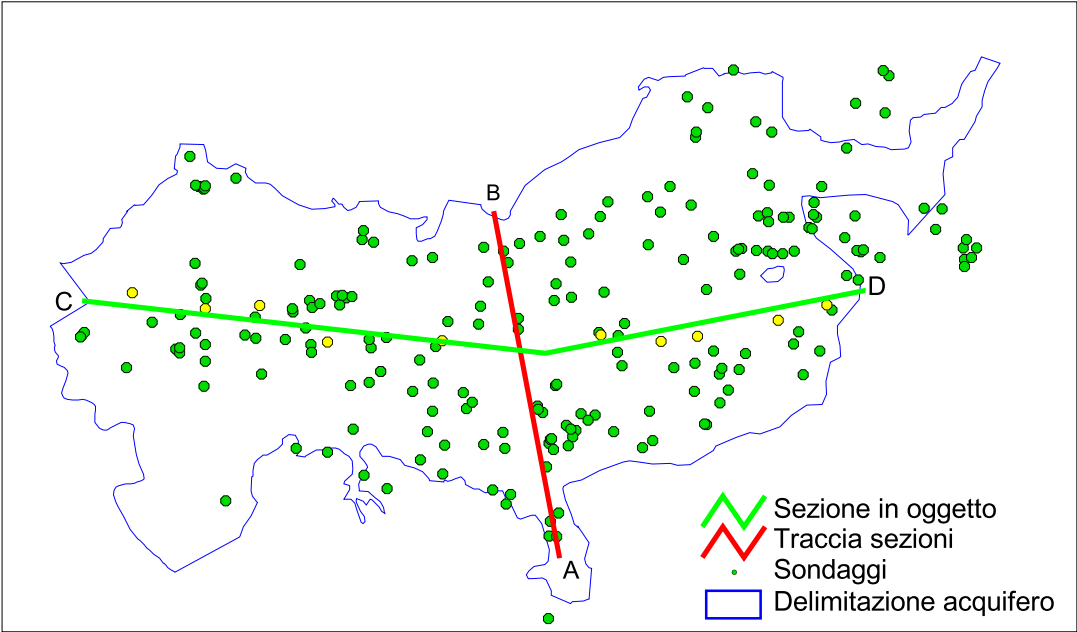 B
C
D
A
Sezione in oggetto
Traccia sezioni
Sondaggi
Delimitazione acquifero